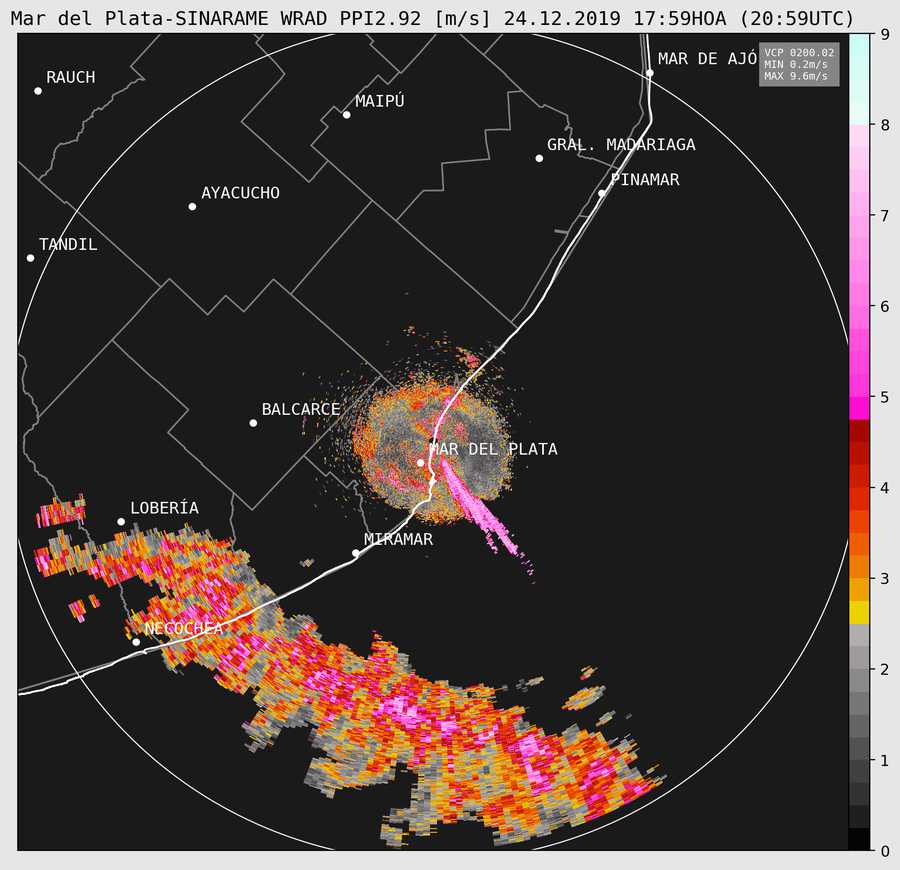 Mar del Plata-SINARAME WRAD PPI2.92 [m/s] 24.12.2019 17:59HOA (20:59UTC)
VCP 0200.02
MIN 0.2m/s
MAX 9.6m/s
MAR DE AJÓ
RAUCH
MAIPÚ
GRAL. MADARIAGA
PINAMAR
AYACUCHO
TANDIL
BALCARCE
MAR DEL PLATA
LOBERÍA
MIRAMAR
NECOCHEA
9
8
7
6
5
4
3
2
1
0